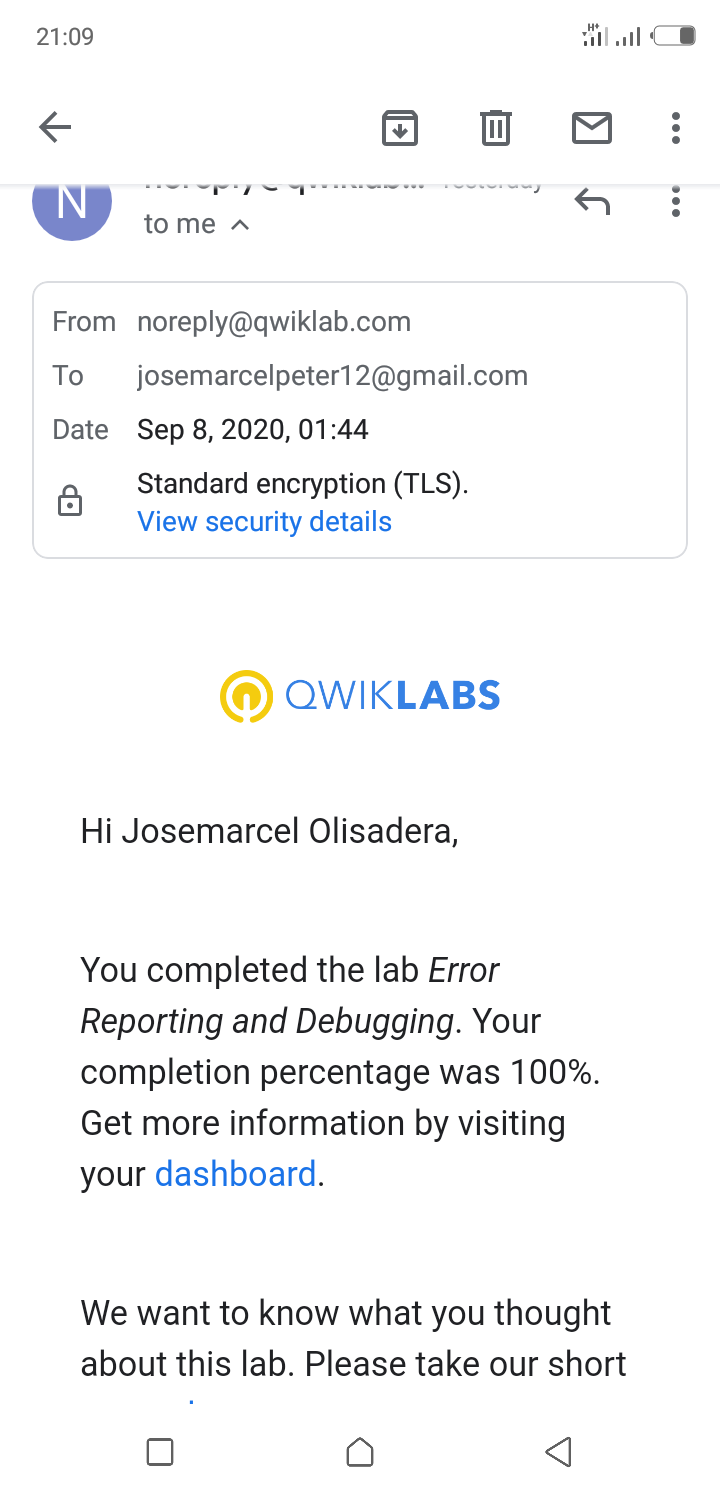 21:09
H+
N
to me
From noreply@qwiklab.com
To josemarcelpeter12@gmail.com
Date Sep 8, 2020, 01:44
Standard encryption (TLS).
View security details
QWIKLABS
Hi Josemarcel Olisadera,
You completed the lab Error
Reporting and Debugging. Your
completion percentage was 100%.
Get more information by visiting
your dashboard.
We want to know what you thought
about this lab. Please take our short